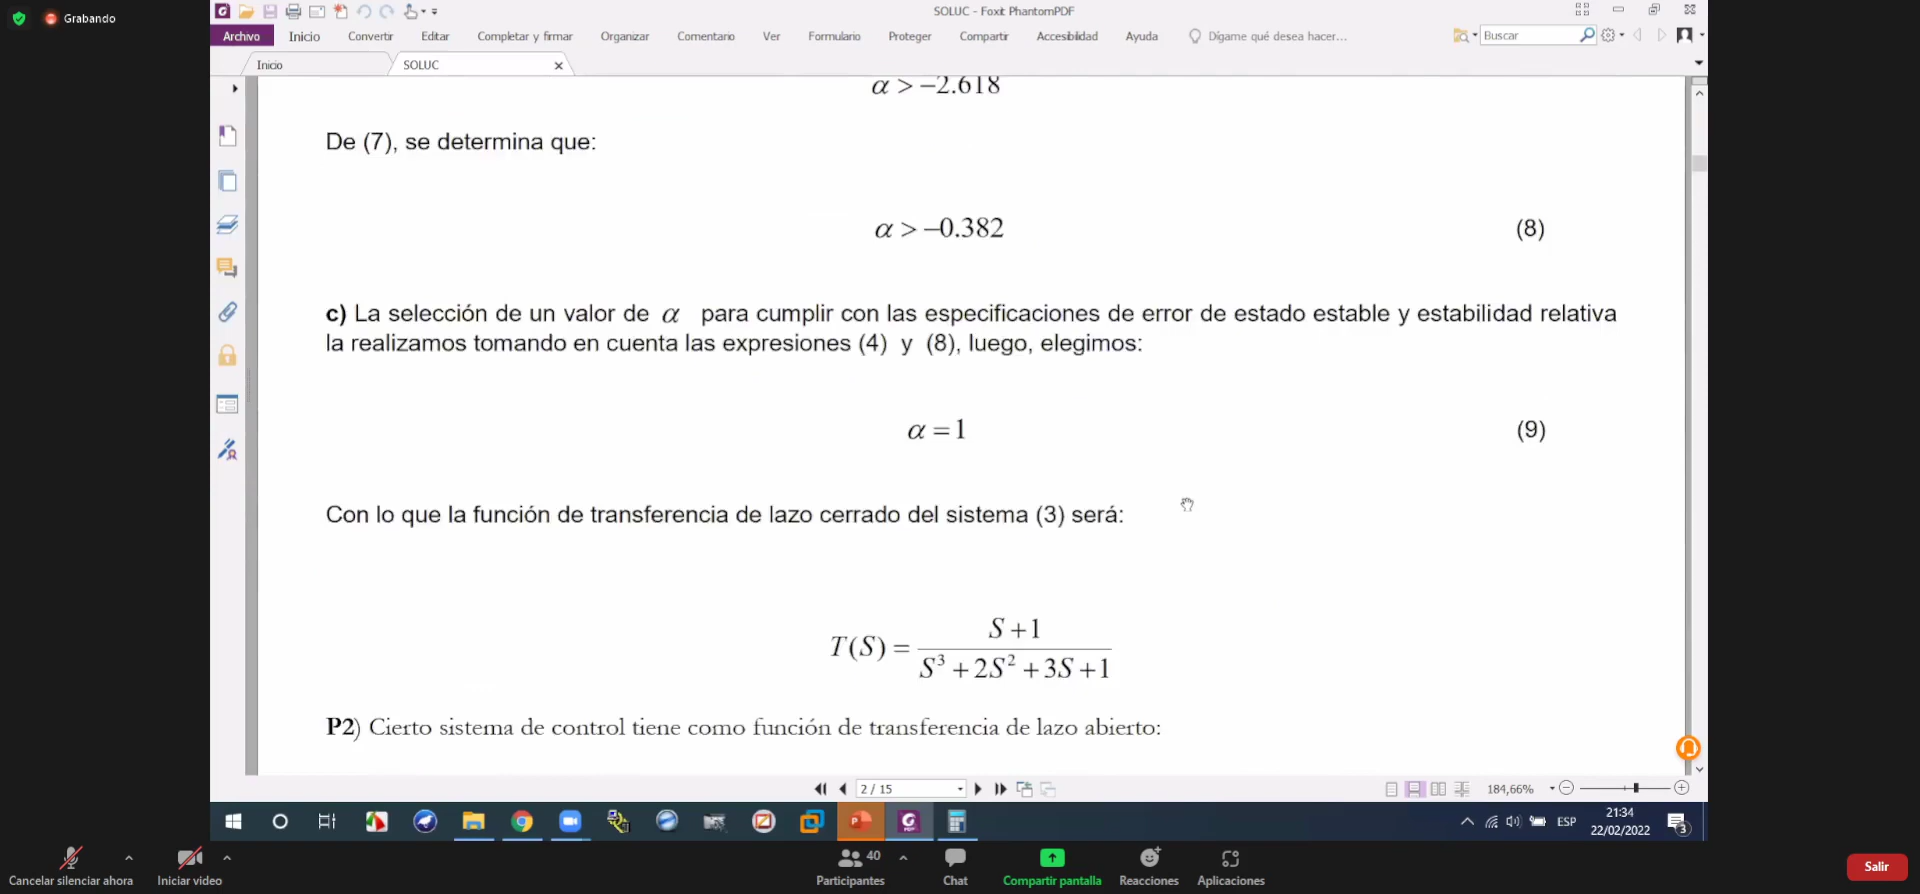 Grabando
SOLUC - Foxit PhantomPDF
Archivo Inicio Convertir Editar Completar y firmar Organizar Comentario Ver Formulario Proteger Compartir Accesibilidad Ayuda Dígame qué desea hacer... Buscar
Inicio SOLUC
α > −2.618
De (7), se determina que:
α > −0.382 (8)
c) La selección de un valor de α para cumplir con las especificaciones de error de estado estable y estabilidad relativa
la realizamos tomando en cuenta las expresiones (4) y (8), luego, elegimos:
α = 1 (9)
Con lo que la función de transferencia de lazo cerrado del sistema (3) será:
S + 1
T(S) =
S³ + 2S² + 3S + 1
P2) Cierto sistema de control tiene como función de transferencia de lazo abierto:
2 / 15 184,66%
ESP 21:34
22/02/2022 3
40
Cancelar silenciar ahora Iniciar video Participantes Chat Compartir pantalla Reacciones Aplicaciones Salir